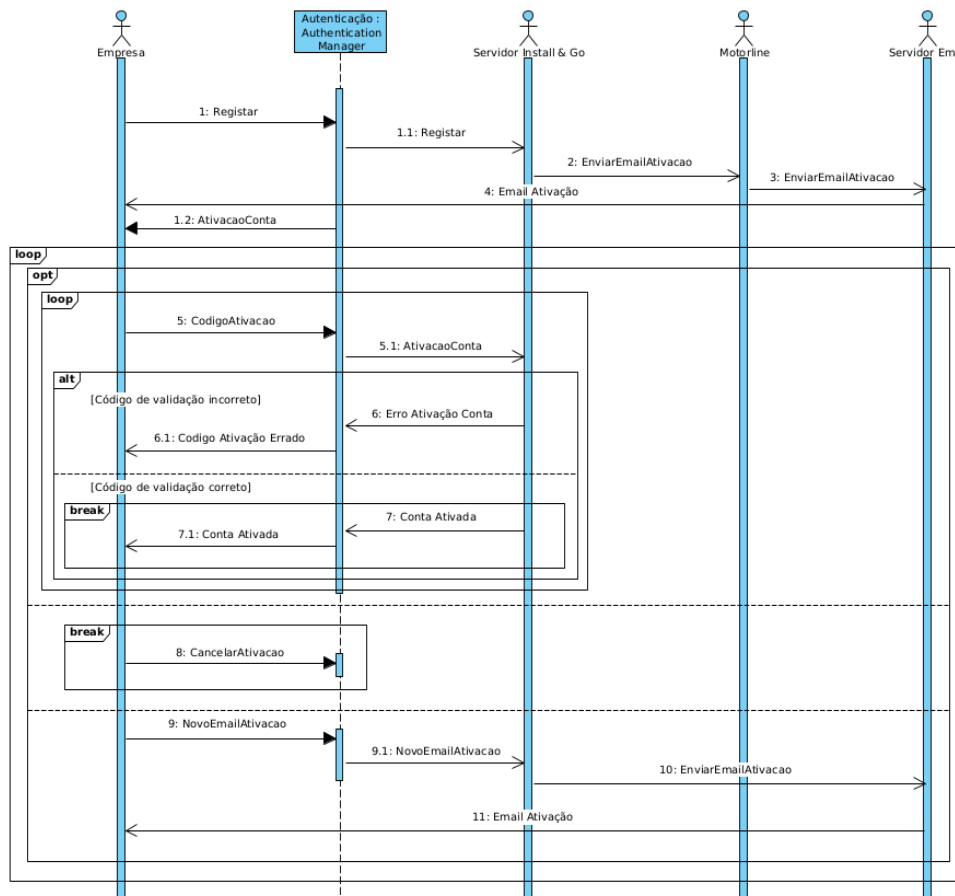 Autenticação :
Authentication
Manager
Empresa
Servidor Install & Go
Motorline
Servidor Em
1: Registar
1.1: Registar
2: EnviarEmailAtivacao
3: EnviarEmailAtivacao
4: Email Ativação
1.2: AtivacaoConta
loop
opt
loop
5: CodigoAtivacao
5.1: AtivacaoConta
alt
[Código de validação incorreto]
6: Erro Ativação Conta
6.1: Codigo Ativação Errado
[Código de validação correto]
break
7: Conta Ativada
7.1: Conta Ativada
break
8: CancelarAtivacao
9: NovoEmailAtivacao
9.1: NovoEmailAtivacao
10: EnviarEmailAtivacao
11: Email Ativação